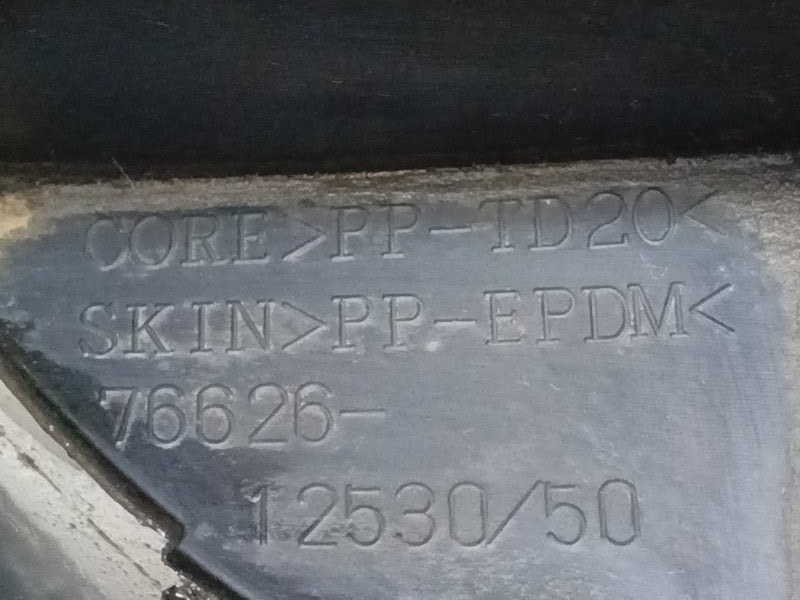 CORE>PP-TD20<
SKIN>PP-EPDM<
76626-
12530/50